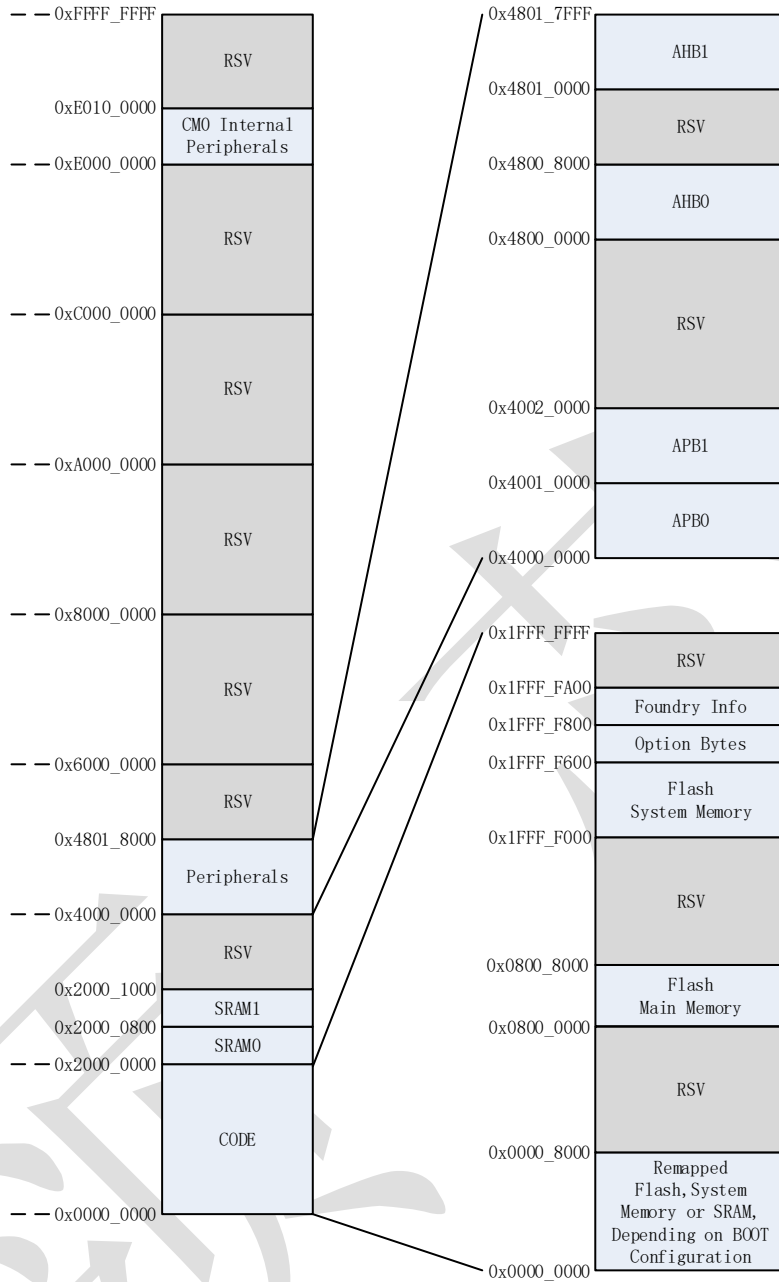 0xFFFF_FFFF
RSV
0xE010_0000
CM0 Internal
Peripherals
0xE000_0000
RSV
0xC000_0000
RSV
0xA000_0000
RSV
0x8000_0000
RSV
0x6000_0000
RSV
0x4801_8000
Peripherals
0x4000_0000
RSV
0x2000_1000
SRAM1
0x2000_0800
SRAM0
0x2000_0000
CODE
0x0000_0000
0x4801_7FFF
AHB1
0x4801_0000
RSV
0x4800_8000
AHB0
0x4800_0000
RSV
0x4002_0000
APB1
0x4001_0000
APB0
0x4000_0000
0x1FFF_FFFF
RSV
0x1FFF_FA00
Foundry Info
0x1FFF_F800
Option Bytes
0x1FFF_F600
Flash
System Memory
0x1FFF_F000
RSV
0x0800_8000
Flash
Main Memory
0x0800_0000
RSV
0x0000_8000
Remapped
Flash,System
Memory or SRAM,
Depending on BOOT
Configuration
0x0000_0000